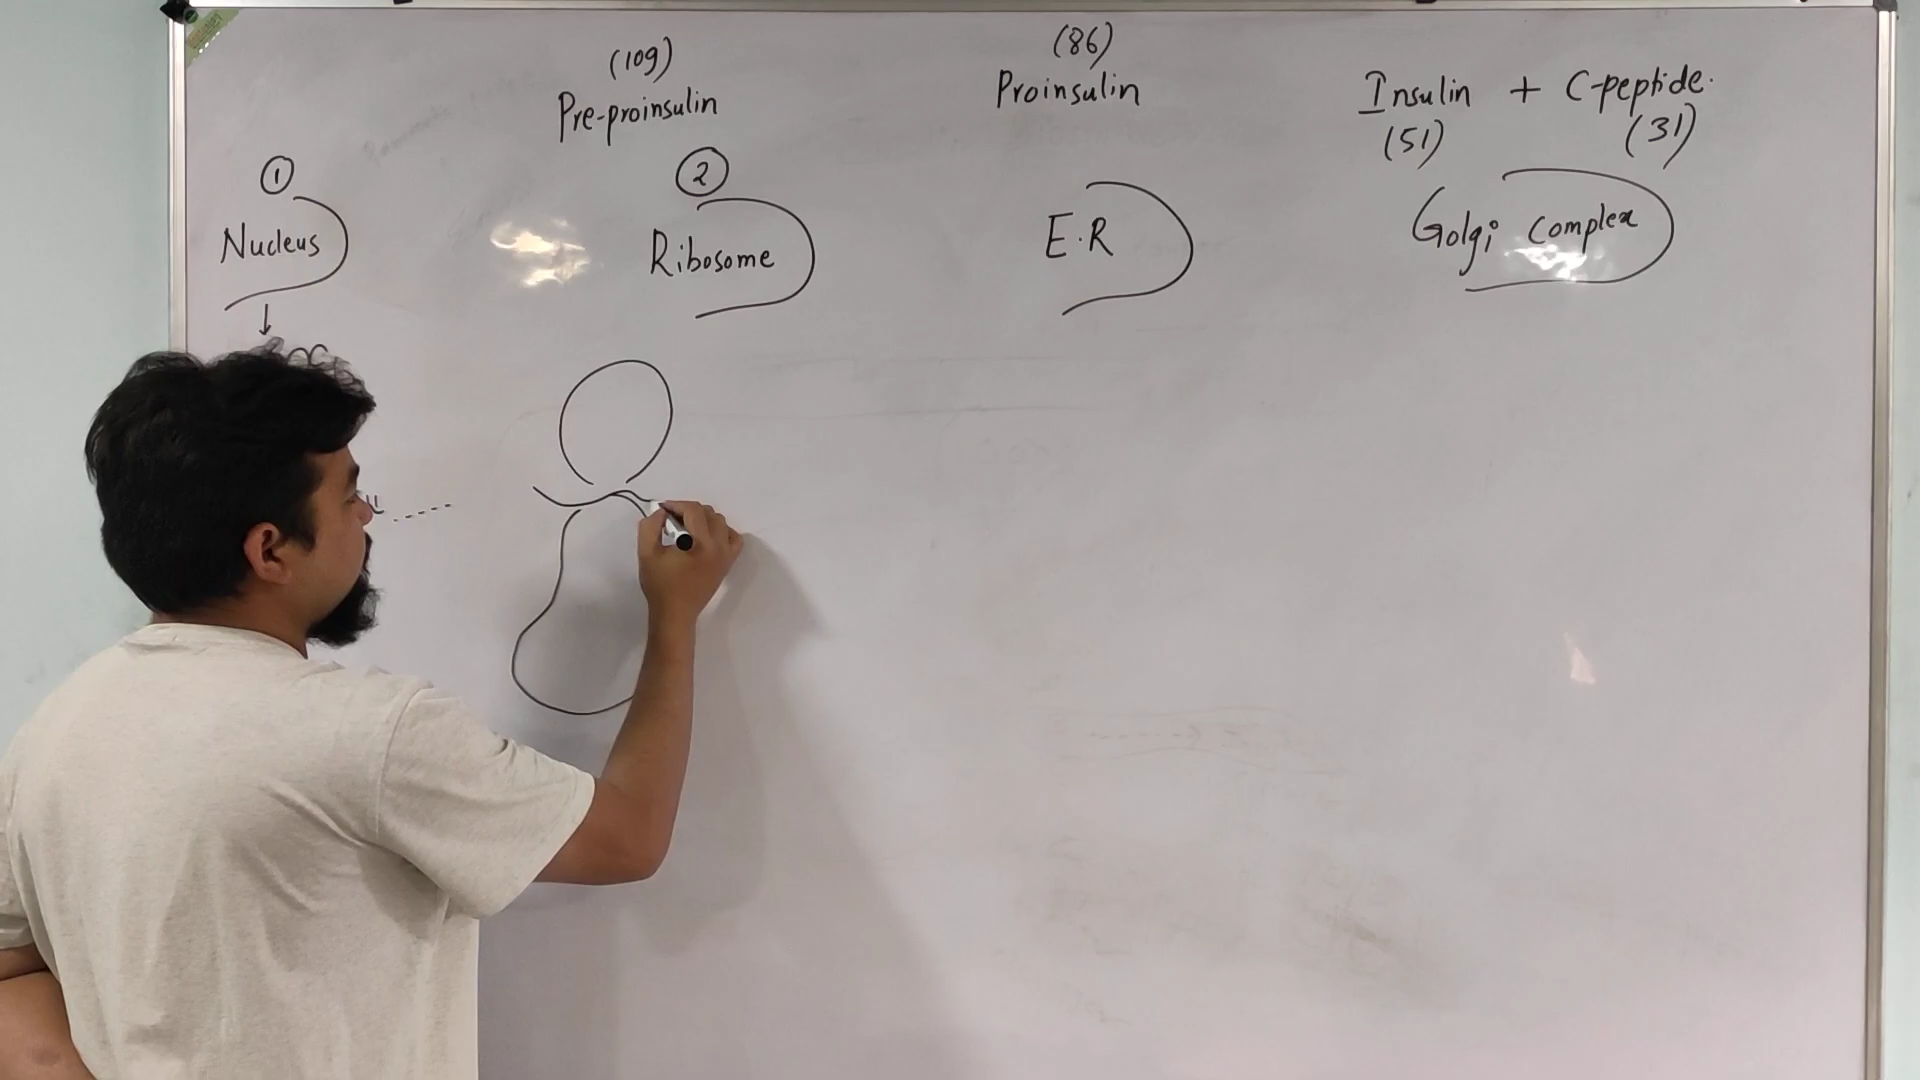 (109)
Pre-proinsulin
(86)
Proinsulin
Insulin + C-peptide.
(51)
(31)
1
Nucleus
2
Ribosome
E.R
Golgi Complex